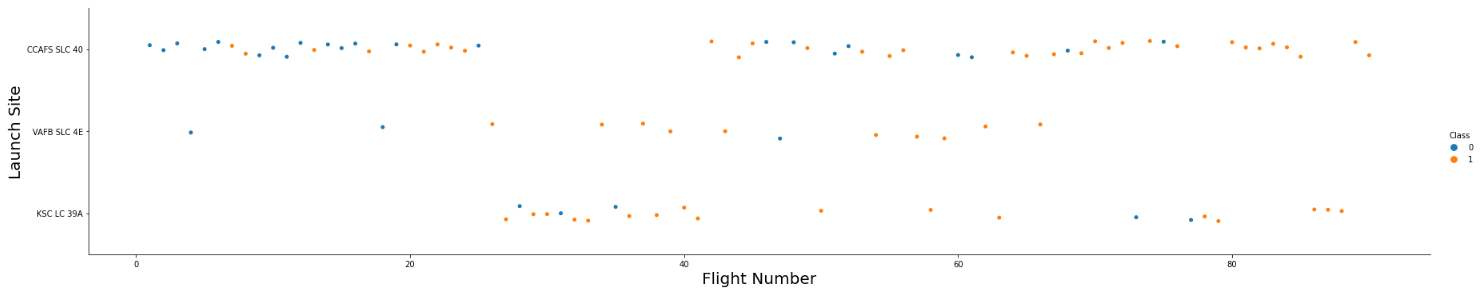 Launch Site
CCAFS SLC 40
VAFB SLC 4E
KSC LC 39A
0
20
40
60
80
Flight Number
Class
0
1